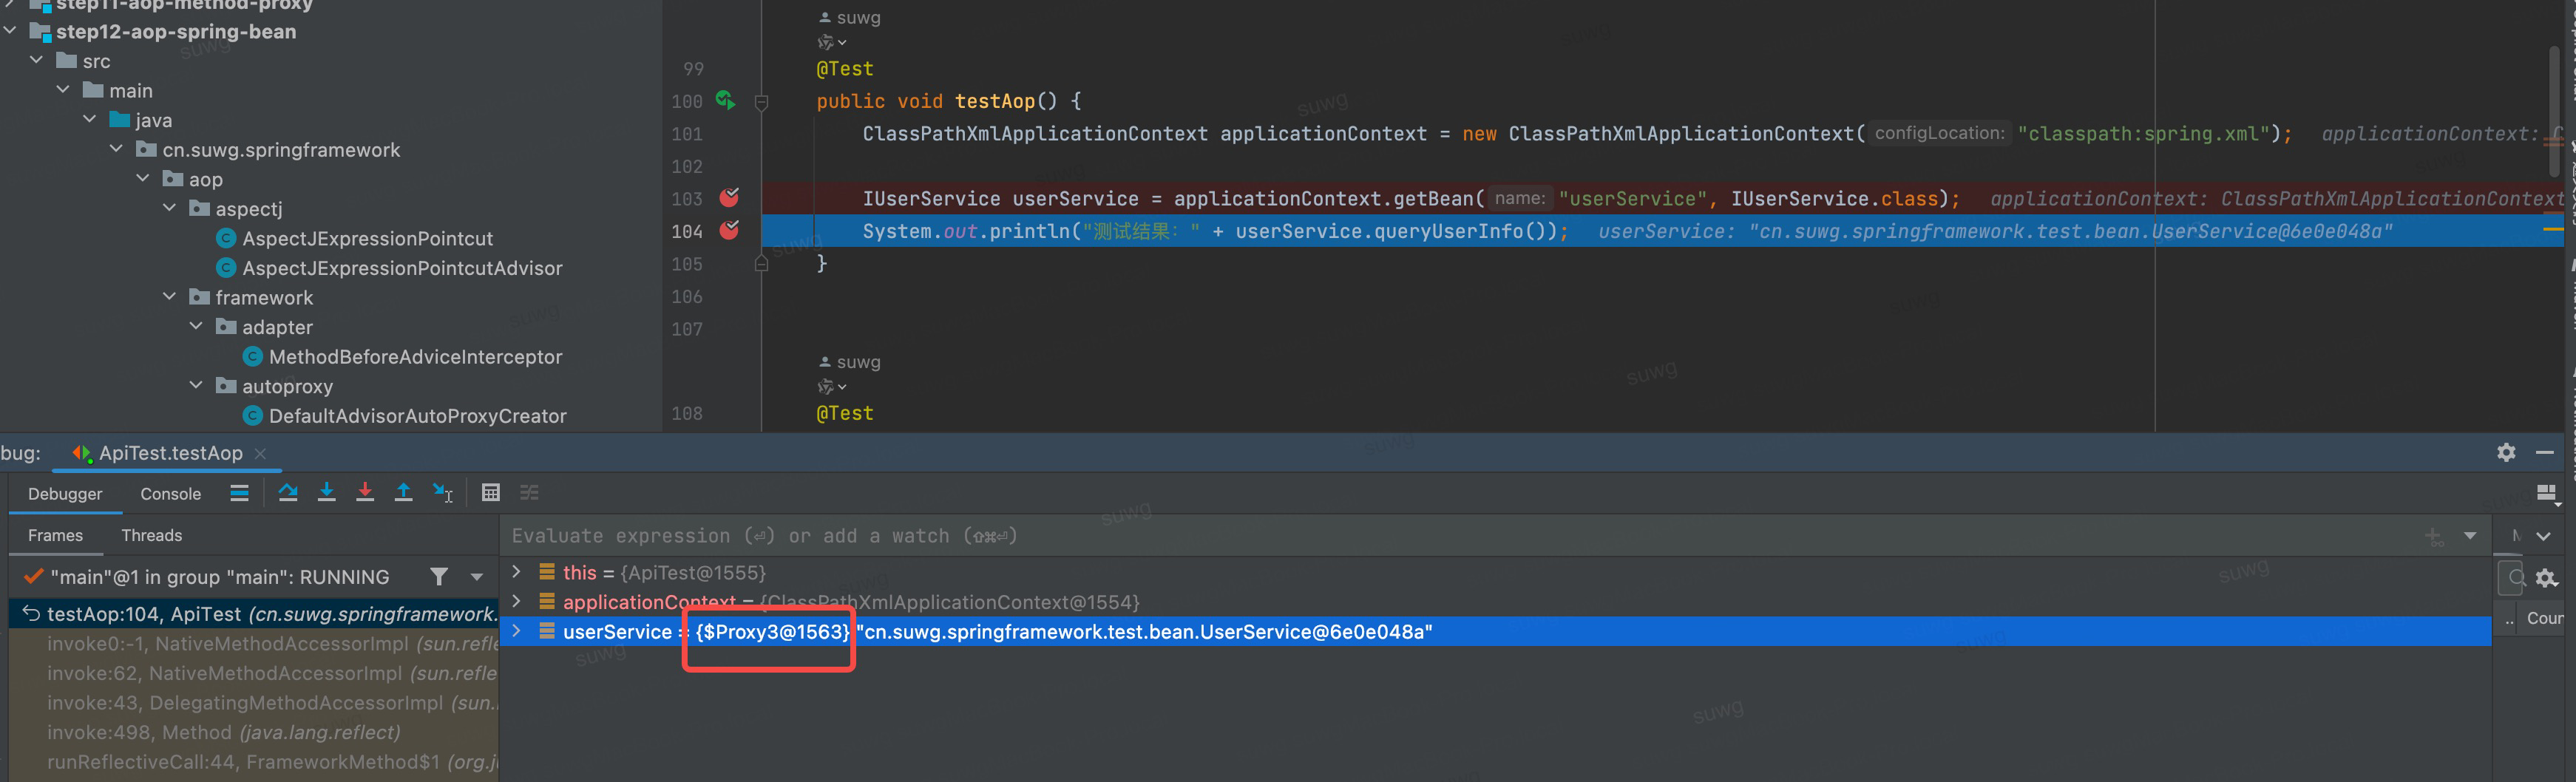 step11-aop-method-proxy
step12-aop-spring-bean
src
main
java
cn.suwg.springframework
aop
aspectj
AspectJExpressionPointcut
AspectJExpressionPointcutAdvisor
framework
adapter
MethodBeforeAdviceInterceptor
autoproxy
DefaultAdvisorAutoProxyCreator
suwg
99 @Test
100 public void testAop() {
101 ClassPathXmlApplicationContext applicationContext = new ClassPathXmlApplicationContext( configLocation: "classpath:spring.xml"); applicationContext: C
102
103 IUserService userService = applicationContext.getBean( name: "userService", IUserService.class); applicationContext: ClassPathXmlApplicationContext
104 System.out.println("测试结果：" + userService.queryUserInfo()); userService: "cn.suwg.springframework.test.bean.UserService@6e0e048a"
105 }
106
107
suwg
108 @Test
bug: ApiTest.testAop
Debugger Console
Frames Threads
Evaluate expression (⏎) or add a watch (⇧⌘⏎)
"main"@1 in group "main": RUNNING
testAop:104, ApiTest (cn.suwg.springframework.
invoke0:-1, NativeMethodAccessorImpl (sun.refle
invoke:62, NativeMethodAccessorImpl (sun.refle
invoke:43, DelegatingMethodAccessorImpl (sun.
invoke:498, Method (java.lang.reflect)
runReflectiveCall:44, FrameworkMethod$1 (org.j
this = {ApiTest@1555}
applicationContext = {ClassPathXmlApplicationContext@1554}
userService = {$Proxy3@1563} "cn.suwg.springframework.test.bean.UserService@6e0e048a"
.. Cour